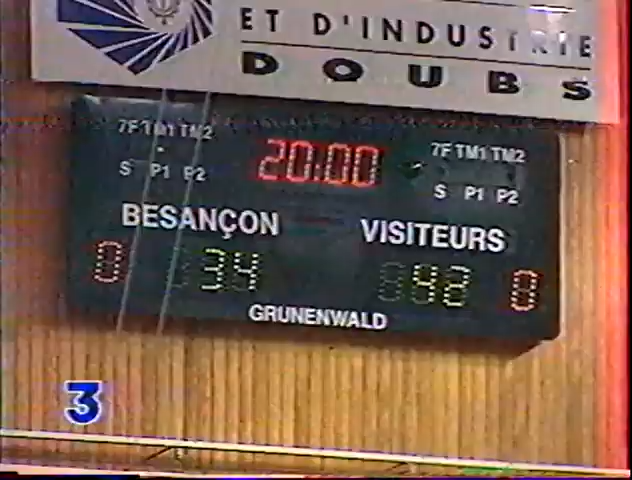 ET D'INDUSTRIE
DOUBS
7F TM1 TM2
20:00
7F TM1 TM2
S P1 P2
S P1 P2
BESANÇON
VISITEURS
0 34
42 0
GRUNENWALD
3